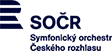 SOČR
Symfonický orchestr
Českého rozhlasu